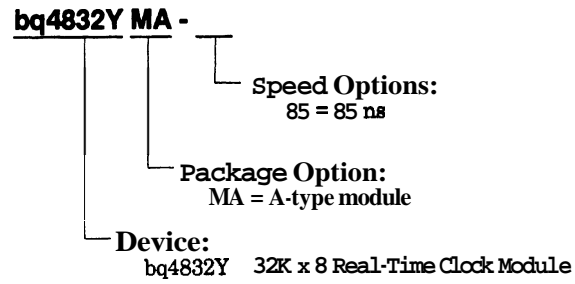 bq4832Y MA -
Speed Options:
85 = 85 ns
Package Option:
MA = A-type module
Device:
bq4832Y 32K x 8 Real-Time Clock Module